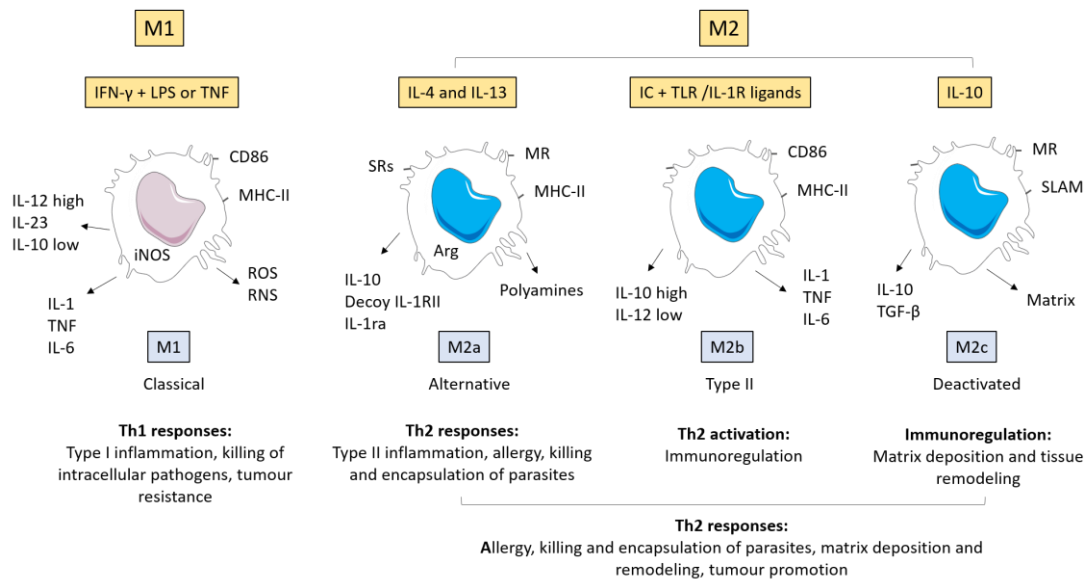 M1
M2
IFN-γ + LPS or TNF
IL-4 and IL-13
IC + TLR /IL-1R ligands
IL-10
CD86
MHC-II
IL-12 high
IL-23
IL-10 low
iNOS
ROS
RNS
IL-1
TNF
IL-6
M1
Classical
Th1 responses:
Type I inflammation, killing of
intracellular pathogens, tumour
resistance
SRs
MR
MHC-II
Arg
IL-10
Decoy IL-1RII
IL-1ra
Polyamines
M2a
Alternative
Th2 responses:
Type II inflammation, allergy, killing
and encapsulation of parasites
CD86
MHC-II
IL-10 high
IL-12 low
IL-1
TNF
IL-6
M2b
Type II
Th2 activation:
Immunoregulation
MR
SLAM
IL-10
TGF-β
Matrix
M2c
Deactivated
Immunoregulation:
Matrix deposition and tissue
remodeling
Th2 responses:
Allergy, killing and encapsulation of parasites, matrix deposition and
remodeling, tumour promotion